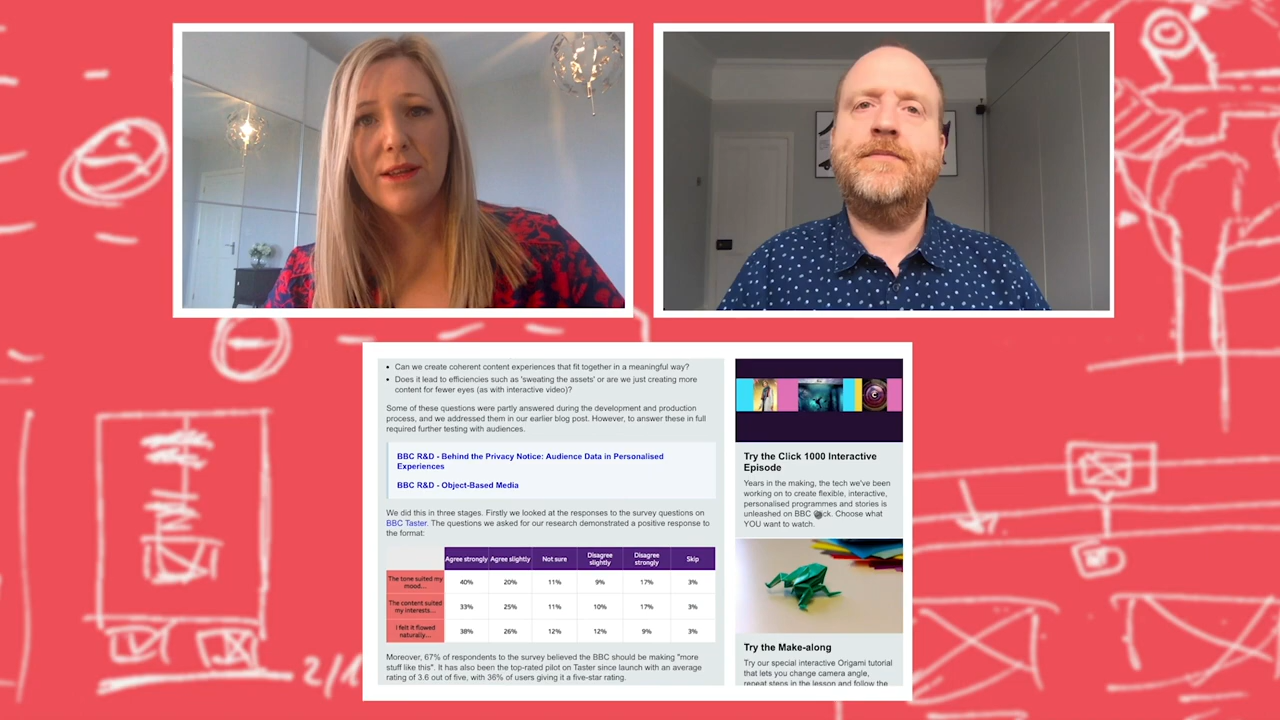 Can we create coherent content experiences that fit together in a meaningful way?
Does it lead to efficiencies such as 'sweating the assets' or are we just creating more
content for fewer eyes (as with interactive video)?
Some of these questions were partly answered during the development and production
process, and we addressed them in our earlier blog post. However, to answer these in full
required further testing with audiences.
BBC R&D - Behind the Privacy Notice: Audience Data in Personalised
Experiences
BBC R&D - Object-Based Media
We did this in three stages. Firstly we looked at the responses to the survey questions on
BBC Taster. The questions we asked for our research demonstrated a positive response to
the format:
Agree strongly Agree slightly Not sure Disagree slightly Disagree strongly Skip
The tone suited my mood... 40% 20% 11% 9% 17% 3%
The content suited my interests... 33% 25% 11% 10% 17% 3%
I felt it flowed naturally... 38% 26% 12% 12% 9% 3%
Moreover, 67% of respondents to the survey believed the BBC should be making "more
stuff like this". It has also been the top-rated pilot on Taster since launch with an average
rating of 3.6 out of five, with 36% of users giving it a five-star rating.
Try the Click 1000 Interactive
Episode
Years in the making, the tech we've been
working on to create flexible, interactive,
personalised programmes and stories is
unleashed on BBC Choose what
YOU want to watch.
Try the Make-along
Try our special interactive Origami tutorial
that lets you change camera angle,
repeat steps in the lesson and follow the
2/1